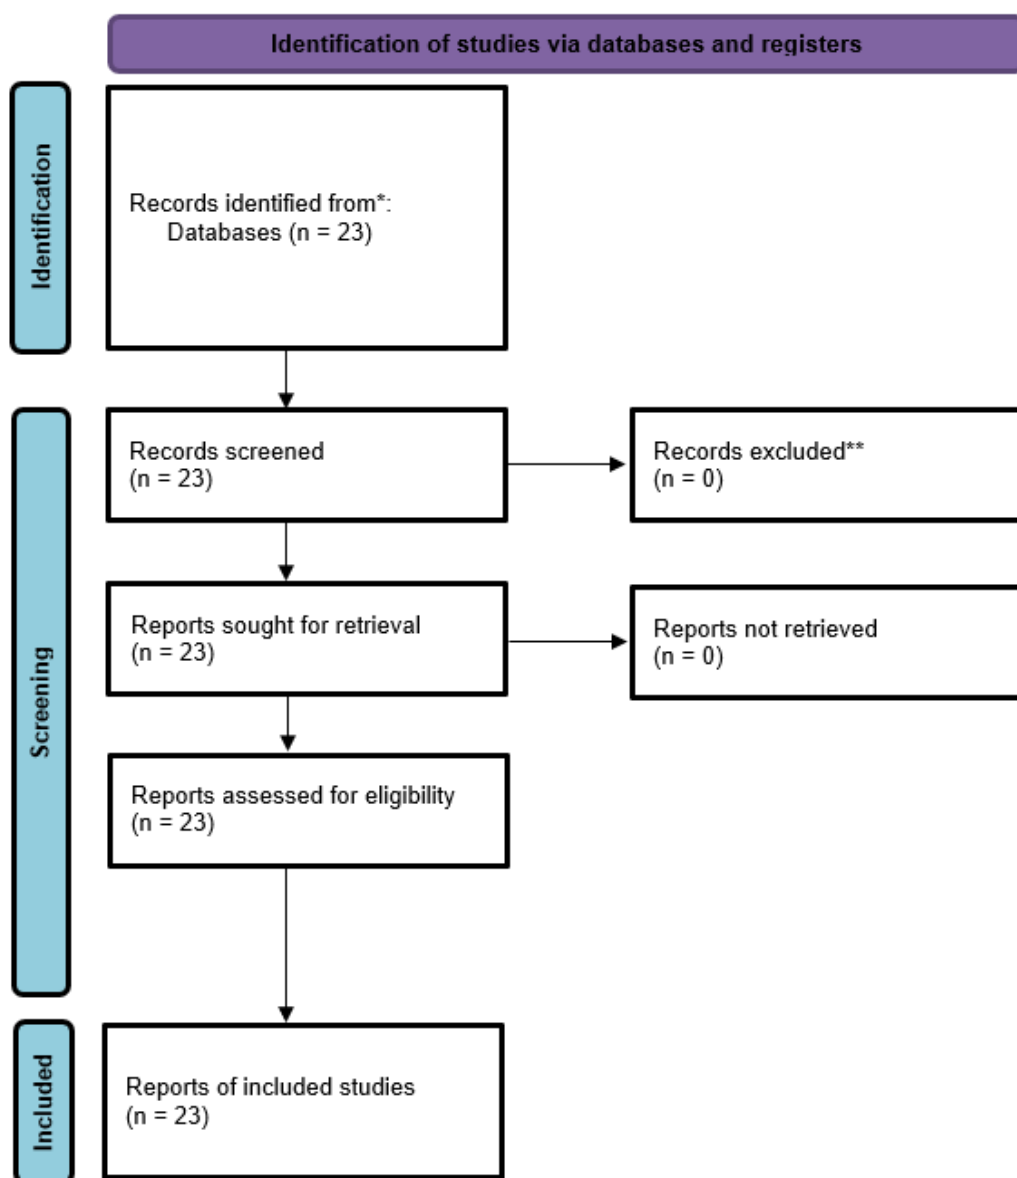 Identification of studies via databases and registers
Identification
Records identified from*:
Databases (n = 23)
Screening
Records screened
(n = 23)
Records excluded**
(n = 0)
Reports sought for retrieval
(n = 23)
Reports not retrieved
(n = 0)
Reports assessed for eligibility
(n = 23)
Included
Reports of included studies
(n = 23)